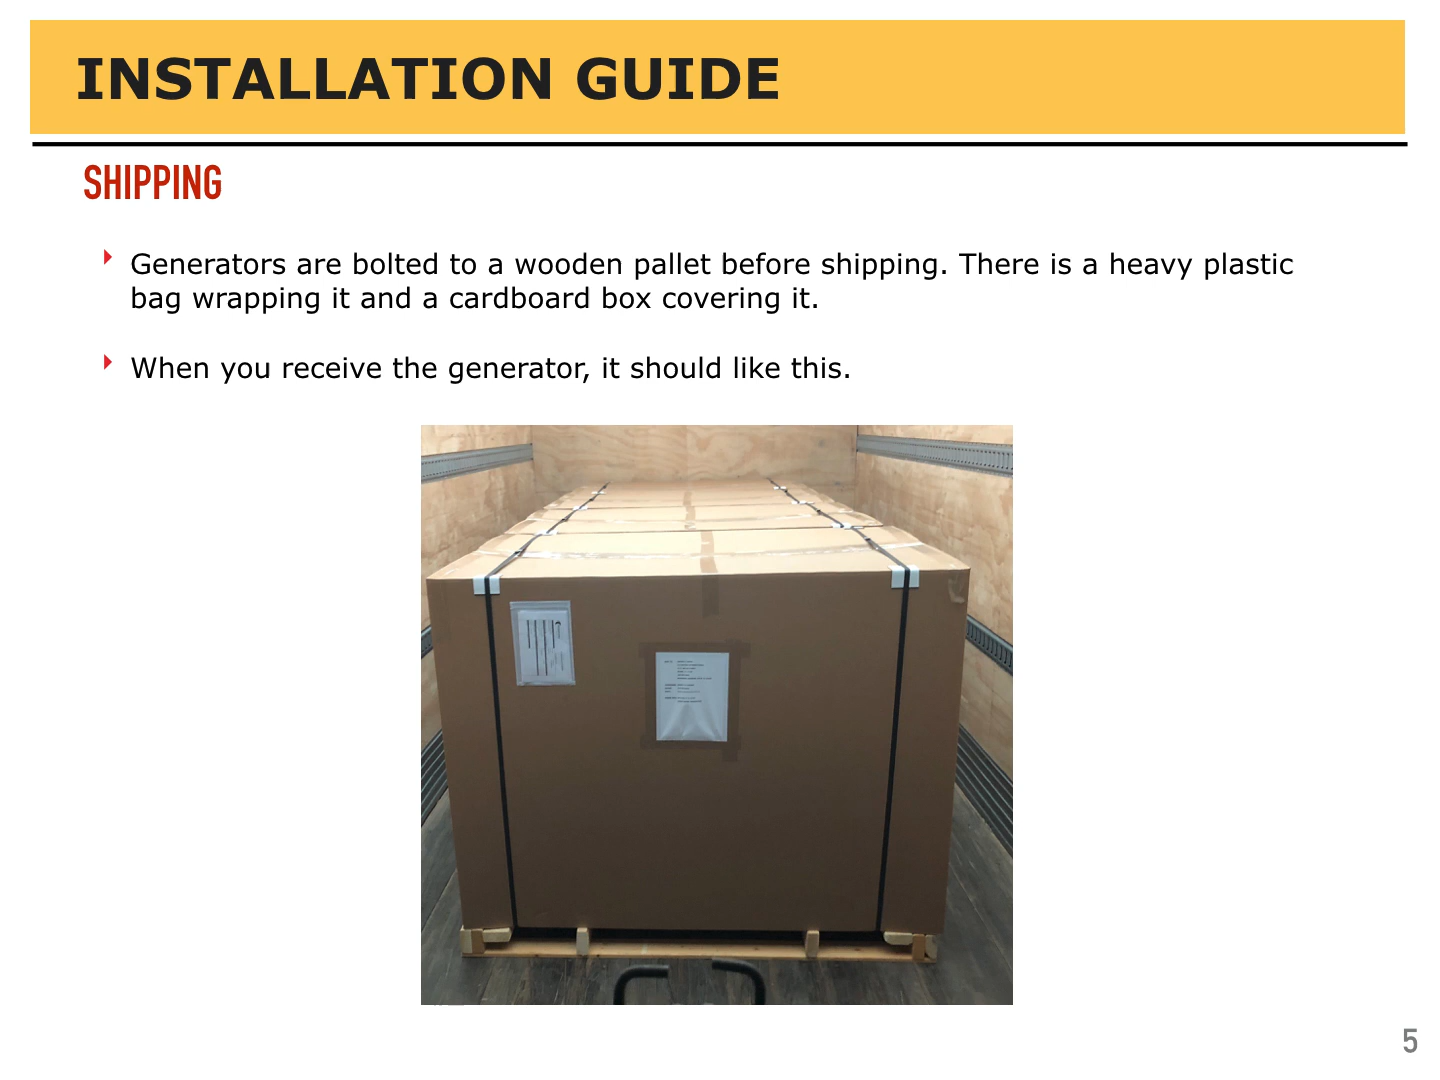 INSTALLATION GUIDE
SHIPPING
Generators are bolted to a wooden pallet before shipping. There is a heavy plastic
bag wrapping it and a cardboard box covering it.
When you receive the generator, it should like this.
5